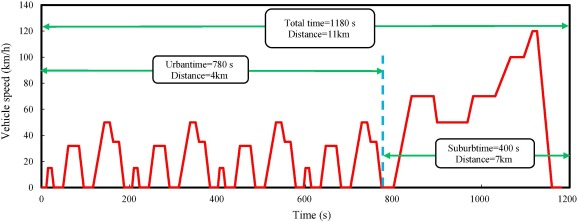 140
120
100
80
60
40
20
0
Vehicle speed (km/h)
Total time=1180 s
Distance=11km
Urbantime=780 s
Distance=4km
Suburbtime=400 s
Distance=7km
0 200 400 600 800 1000 1200
Time (s)